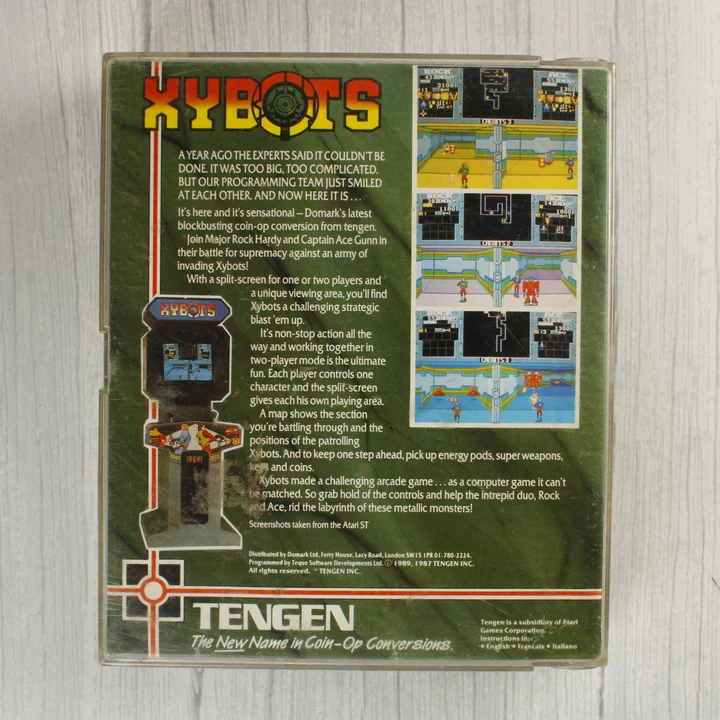 XYBOTS
A YEAR AGO THE EXPERTS SAID IT COULDN'T BE
DONE. IT WAS TOO BIG, TOO COMPLICATED.
BUT OUR PROGRAMMING TEAM JUST SMILED
AT EACH OTHER. AND NOW HERE IT IS . . .
It's here and it's sensational – Domark's latest
blockbusting coin-op conversion from tengen.
Join Major Rock Hardy and Captain Ace Gunn in
their battle for supremacy against an army of
invading Xybots!
With a split-screen for one or two players and
a unique viewing area, you'll find
Xybots a challenging strategic
blast 'em up.
It's non-stop action all the
way and working together in
two-player mode is the ultimate
fun. Each player controls one
character and the split-screen
gives each his own playing area.
A map shows the section
you're battling through and the
positions of the patrolling
Xybots. And to keep one step ahead, pick up energy pods, super weapons,
keys and coins.
Xybots made a challenging arcade game . . . as a computer game it can't
be matched. So grab hold of the controls and help the intrepid duo, Rock
and Ace, rid the labyrinth of these metallic monsters!
Screenshots taken from the Atari ST
XYBOTS
ROCK
ACE
ROCK
ACE
ROCK
Distributed by Domark Ltd. Ferry House, Lacy Road, London SW15 1PR 01-780-2224.
Programmed by Teque Software Developments Ltd. © 1989, 1987 TENGEN INC.
All rights reserved. ™ TENGEN INC.
TENGEN
The New Name in Coin-Op Conversions.
Tengen is a subsidiary of Atari
Games Corporation.
Instructions in:
• English • Francais • Italiano